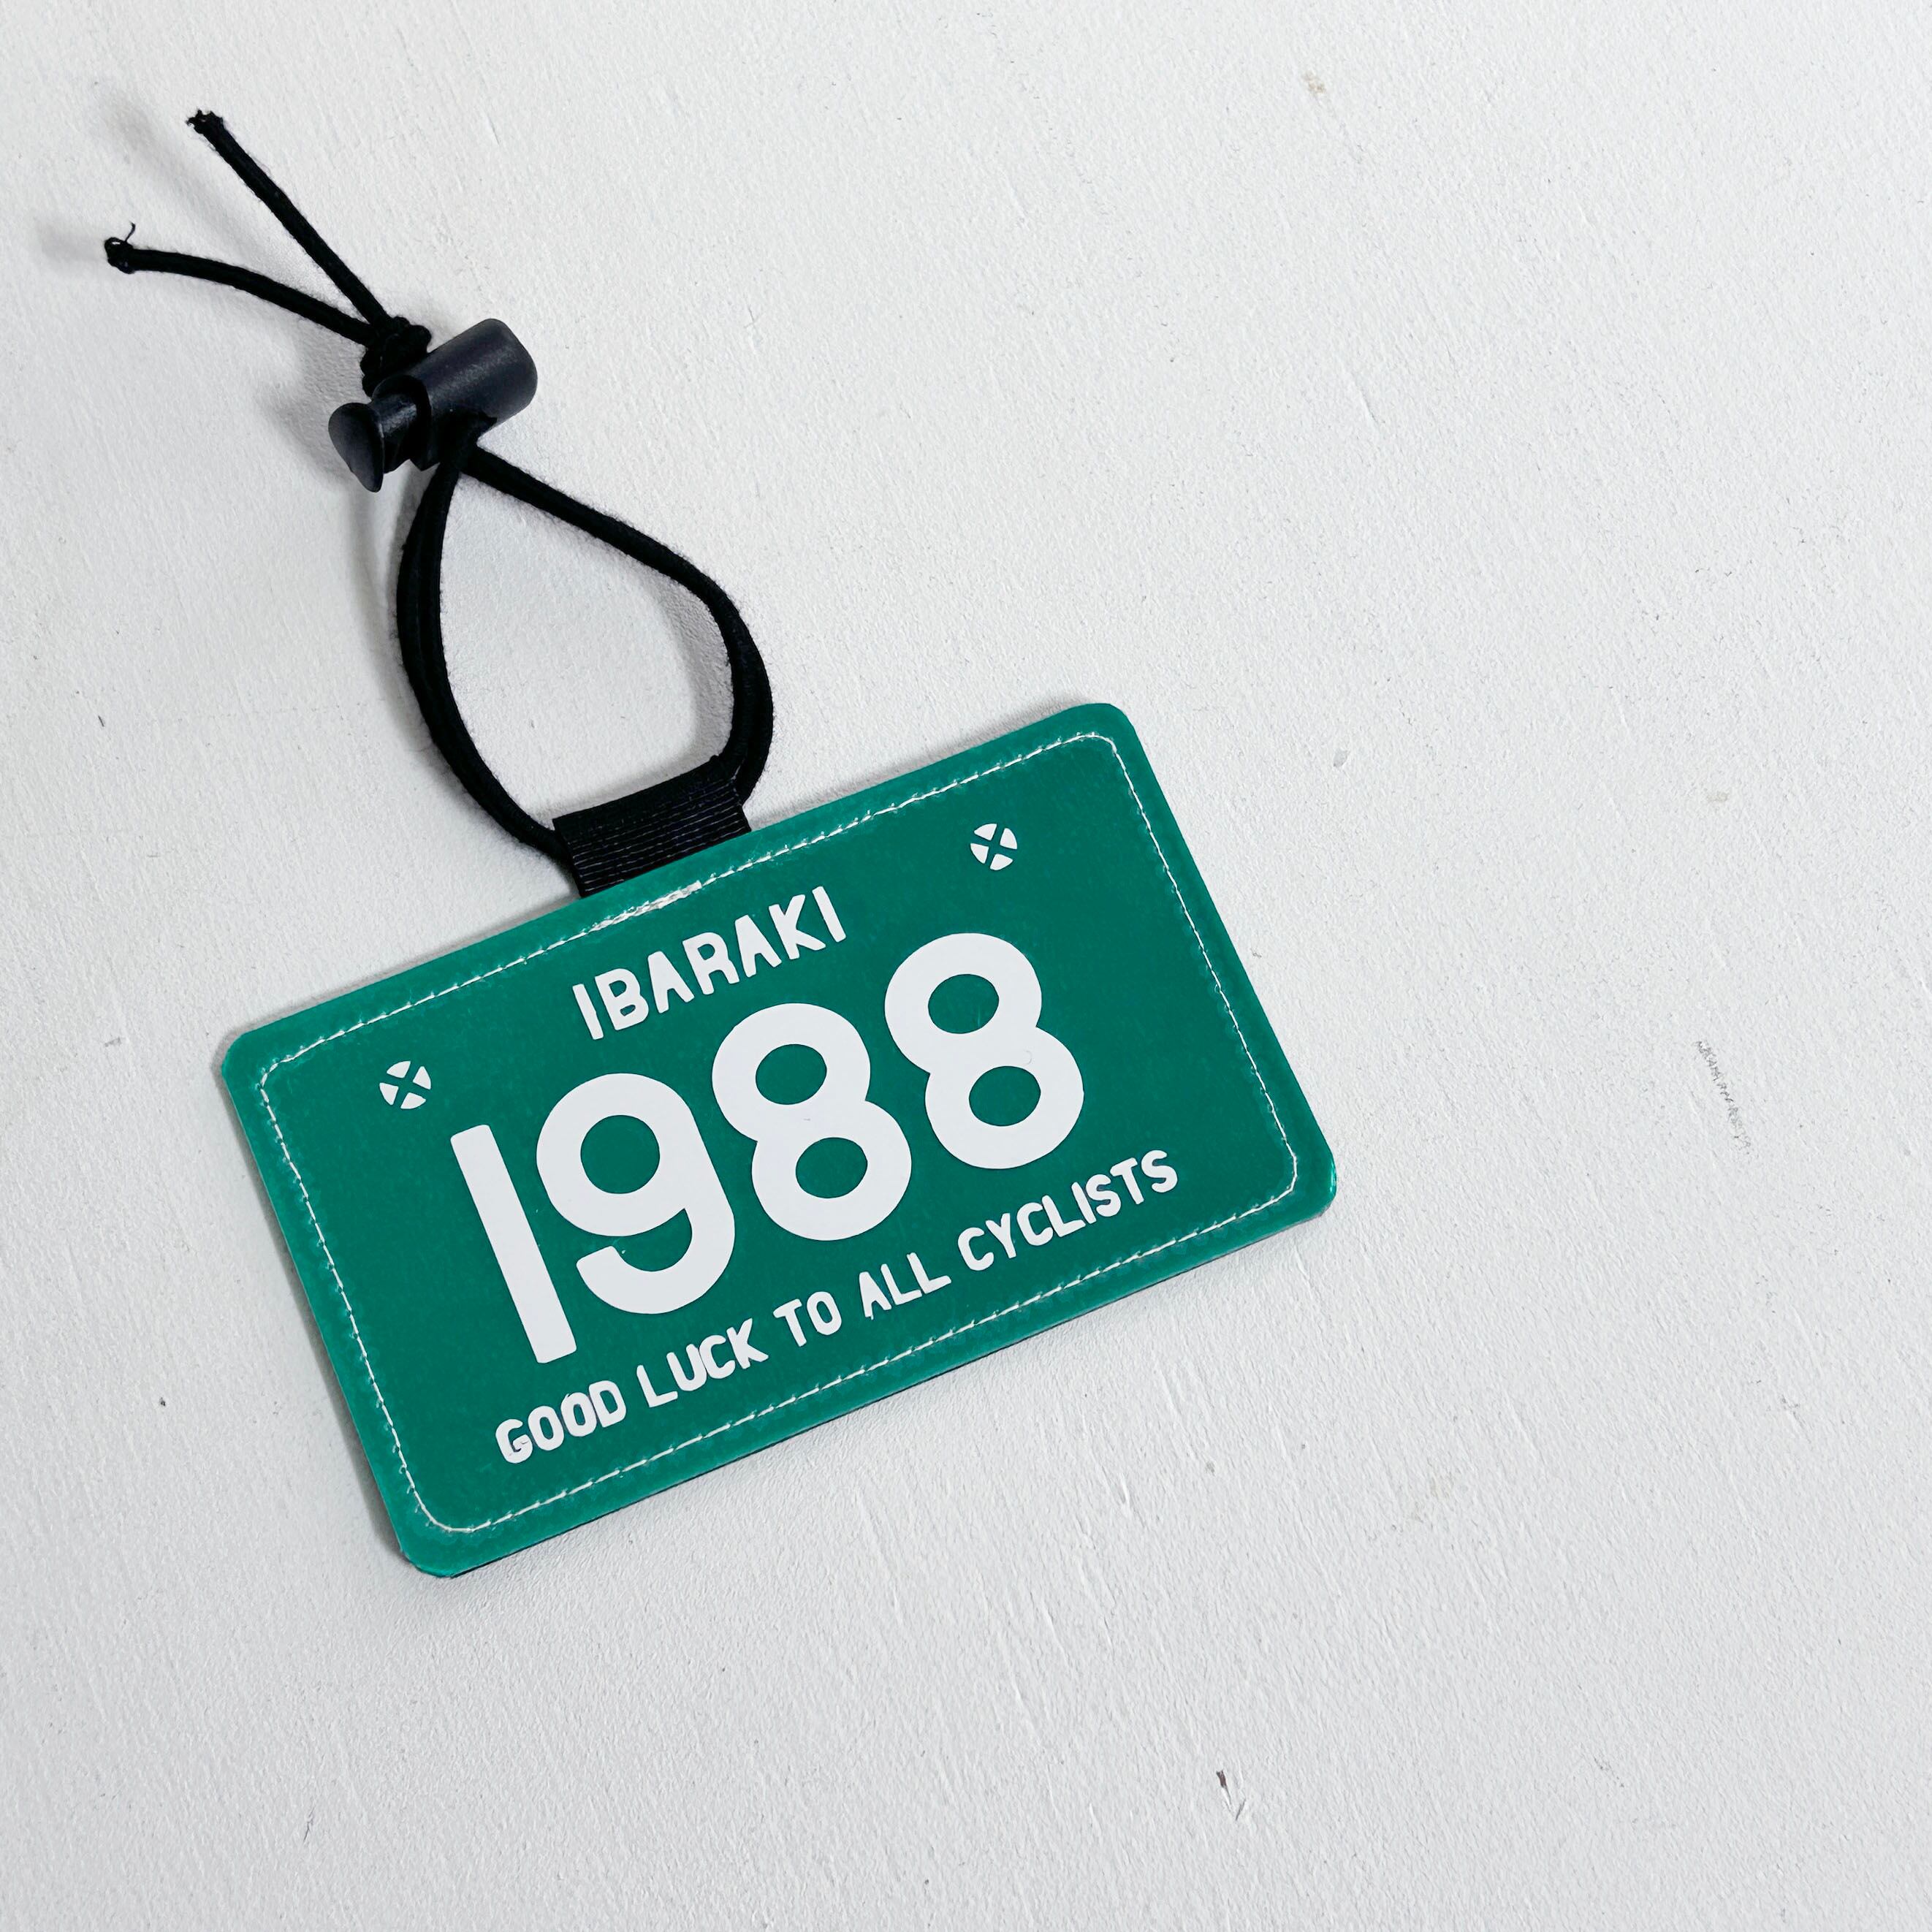 IBARAKI
1988
GOOD LUCK TO ALL CYCLISTS